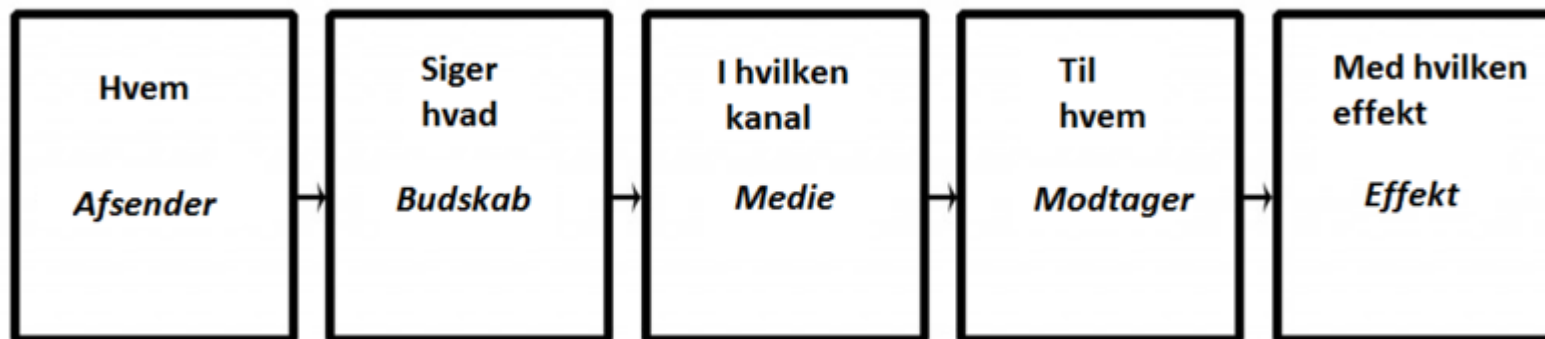 Hvem
Afsender
Siger
hvad
Budskab
I hvilken
kanal
Medie
Til
hvem
Modtager
Med hvilken
effekt
Effekt